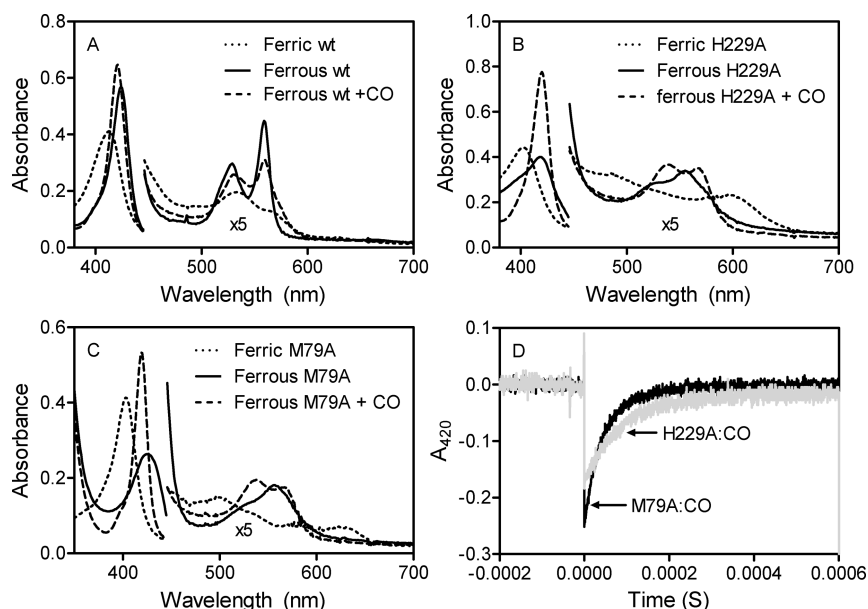 A
Ferric wt
Ferrous wt
Ferrous wt +CO
0.8
0.6
0.4
0.2
0.0
Absorbance
x5
400
500
600
700
Wavelength (nm)
B
Ferric H229A
Ferrous H229A
ferrous H229A + CO
1.0
0.8
0.6
0.4
0.2
0.0
Absorbance
x5
400
500
600
700
Wavelength (nm)
C
Ferric M79A
Ferrous M79A
Ferrous M79A + CO
0.6
0.4
0.2
0.0
Absorbance
x5
400
500
600
700
Wavelength (nm)
D
0.1
0.0
-0.1
-0.2
-0.3
A420
H229A:CO
M79A:CO
-0.0002
0.0000
0.0002
0.0004
0.0006
Time (S)